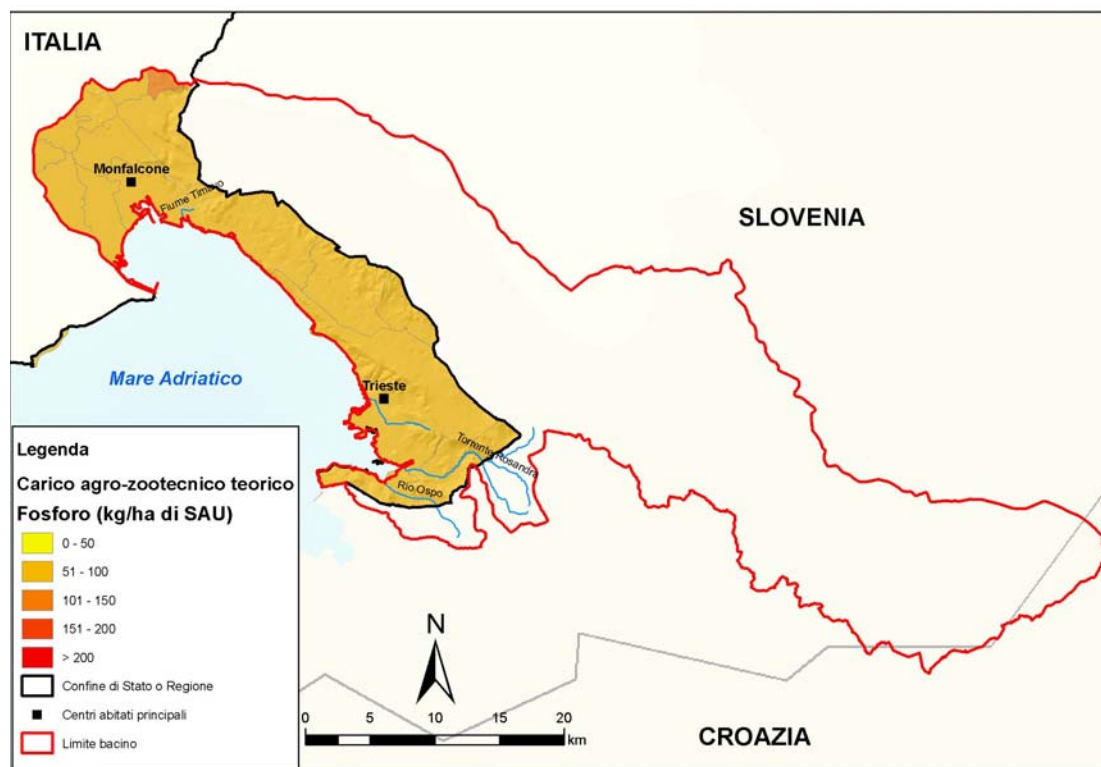 ITALIA
Monfalcone
Fiume Timavo
SLOVENIA
Mare Adriatico
Trieste
Torrente Rosandra
Rio Ospo
Legenda
Carico agro-zootecnico teorico
Fosforo (kg/ha di SAU)
0 - 50
51 - 100
101 - 150
151 - 200
> 200
Confine di Stato o Regione
Centri abitati principali
Limite bacino
N
0 5 10 20
km
CROAZIA